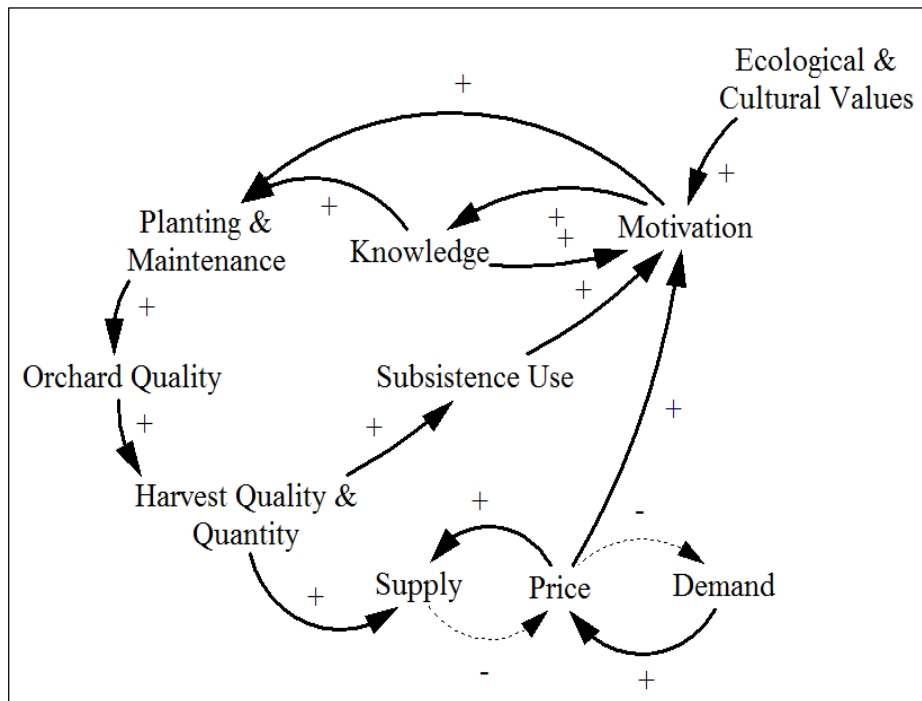 Ecological &
Cultural Values
+
+
Planting &
Maintenance
+
+
+
Knowledge
Motivation
+
+
Orchard Quality
Subsistence Use
+
+
+
Harvest Quality &
Quantity
+
-
Supply
Price
Demand
+
-
+